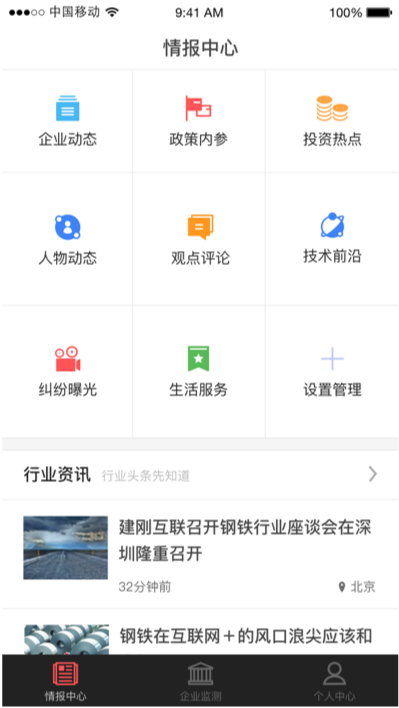 中国移动 9:41 AM 100%
情报中心
企业动态 政策内参 投资热点
人物动态 观点评论 技术前沿
纠纷曝光 生活服务 设置管理
行业资讯 行业头条先知道
建刚互联召开钢铁行业座谈会在深
圳隆重召开
32分钟前 北京
钢铁在互联网＋的风口浪尖应该和
情报中心 企业监测 个人中心